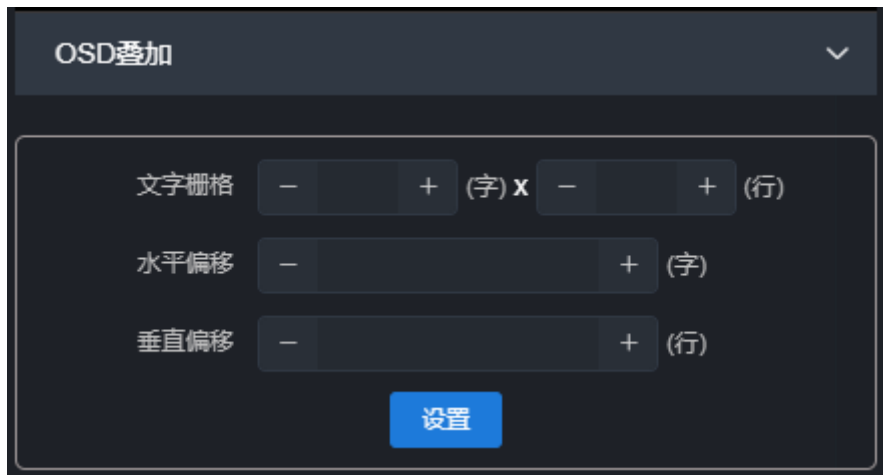 OSD叠加
文字栅格 − + (字) X − + (行)
水平偏移 − + (字)
垂直偏移 − + (行)
设置